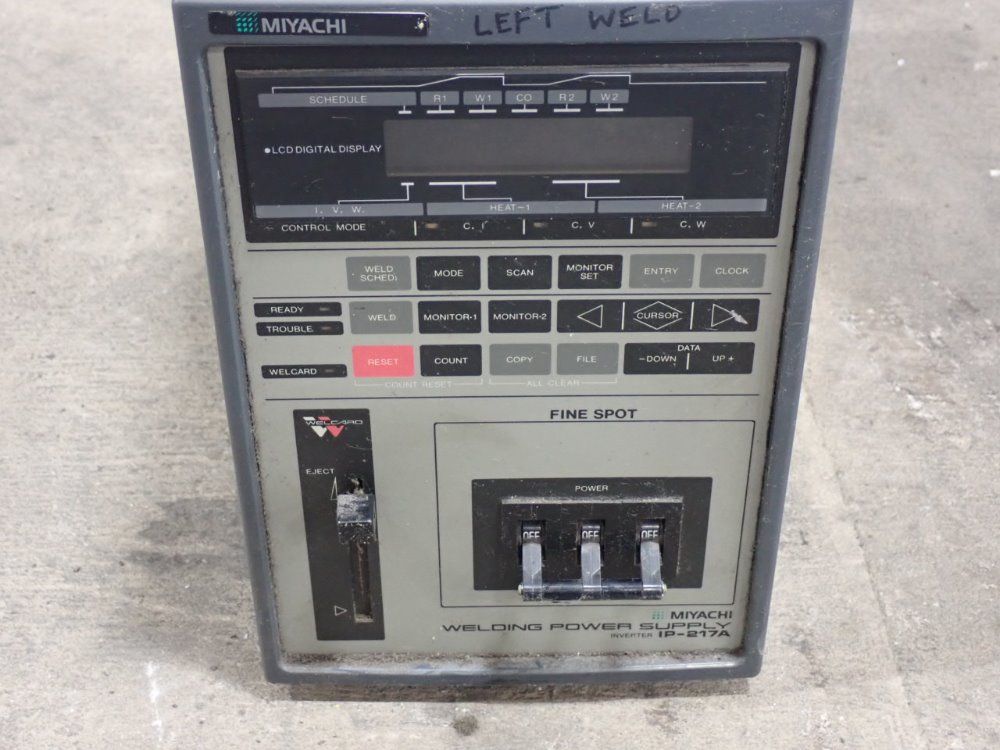 MIYACHI LEFT WELD
SCHEDULE R1 W1 CO R2 W2
●LCD DIGITAL DISPLAY
I. V. W. HEAT-1 HEAT-2
CONTROL MODE C. I C. V C. W
WELD SCHED. MODE SCAN MONITOR SET ENTRY CLOCK
READY
TROUBLE
WELD MONITOR-1 MONITOR-2 ◁ CURSOR ▷
WELCARD
RESET COUNT COPY FILE DATA −DOWN UP +
COUNT RESET ALL CLEAR
WELCARD
EJECT
FINE SPOT
POWER
OFF OFF OFF
MIYACHI
WELDING POWER SUPPLY
INVERTER IP-217A